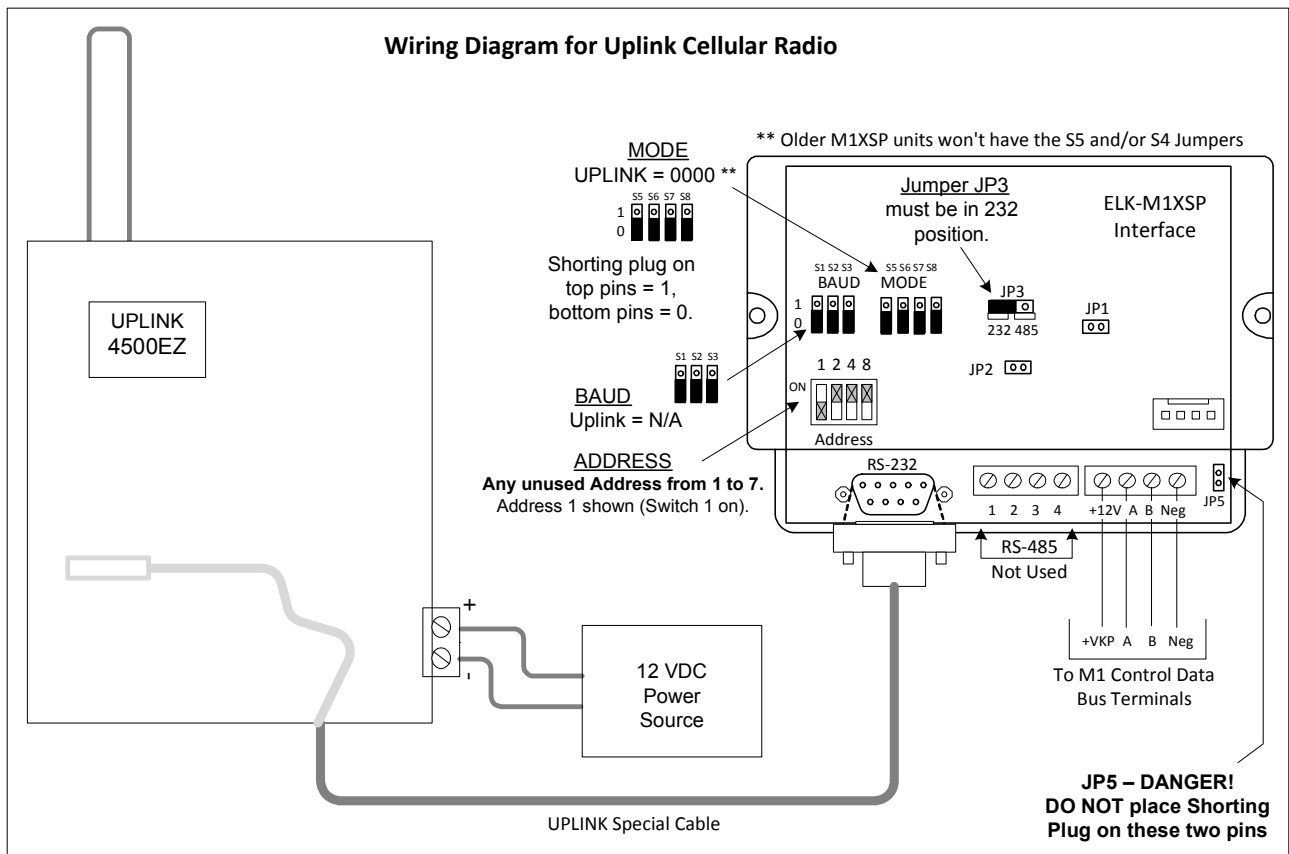 Wiring Diagram for Uplink Cellular Radio
** Older M1XSP units won't have the S5 and/or S4 Jumpers
MODE
UPLINK = 0000 **
S5 S6 S7 S8
1
0
Shorting plug on
top pins = 1,
bottom pins = 0.
Jumper JP3
must be in 232
position.
ELK-M1XSP
Interface
S1 S2 S3
BAUD
S5 S6 S7 S8
MODE
1
0
JP3
232 485
JP1
JP2
UPLINK
4500EZ
S1 S2 S3
BAUD
Uplink = N/A
1 2 4 8
ON
Address
ADDRESS
Any unused Address from 1 to 7.
Address 1 shown (Switch 1 on).
RS-232
1 2 3 4
+12V A B Neg
JP5
RS-485
Not Used
+
-
12 VDC
Power
Source
+VKP A B Neg
To M1 Control Data
Bus Terminals
JP5 – DANGER!
DO NOT place Shorting
Plug on these two pins
UPLINK Special Cable